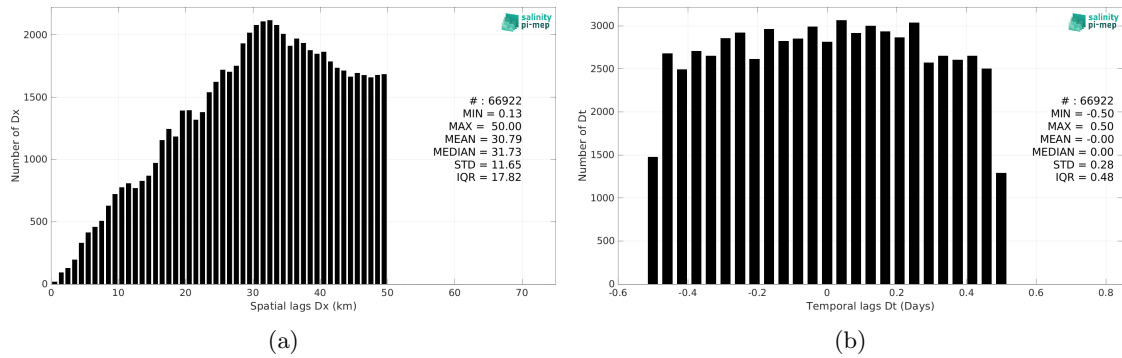 salinity
pi-mep
2000
1500
1000
500
0
Number of Dx
# : 66922
MIN = 0.13
MAX = 50.00
MEAN = 30.79
MEDIAN = 31.73
STD = 11.65
IQR = 17.82
0 10 20 30 40 50 60 70
Spatial lags Dx (km)
(a)
salinity
pi-mep
3000
2500
2000
1500
1000
500
0
Number of Dt
# : 66922
MIN = -0.50
MAX = 0.50
MEAN = -0.00
MEDIAN = 0.00
STD = 0.28
IQR = 0.48
-0.6 -0.4 -0.2 0 0.2 0.4 0.6 0.8
Temporal lags Dt (Days)
(b)